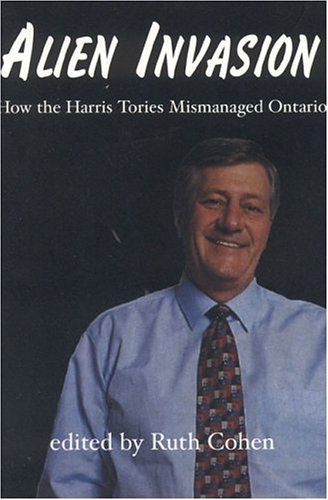 ALIEN INVASION
How the Harris Tories Mismanaged Ontario
edited by Ruth Cohen